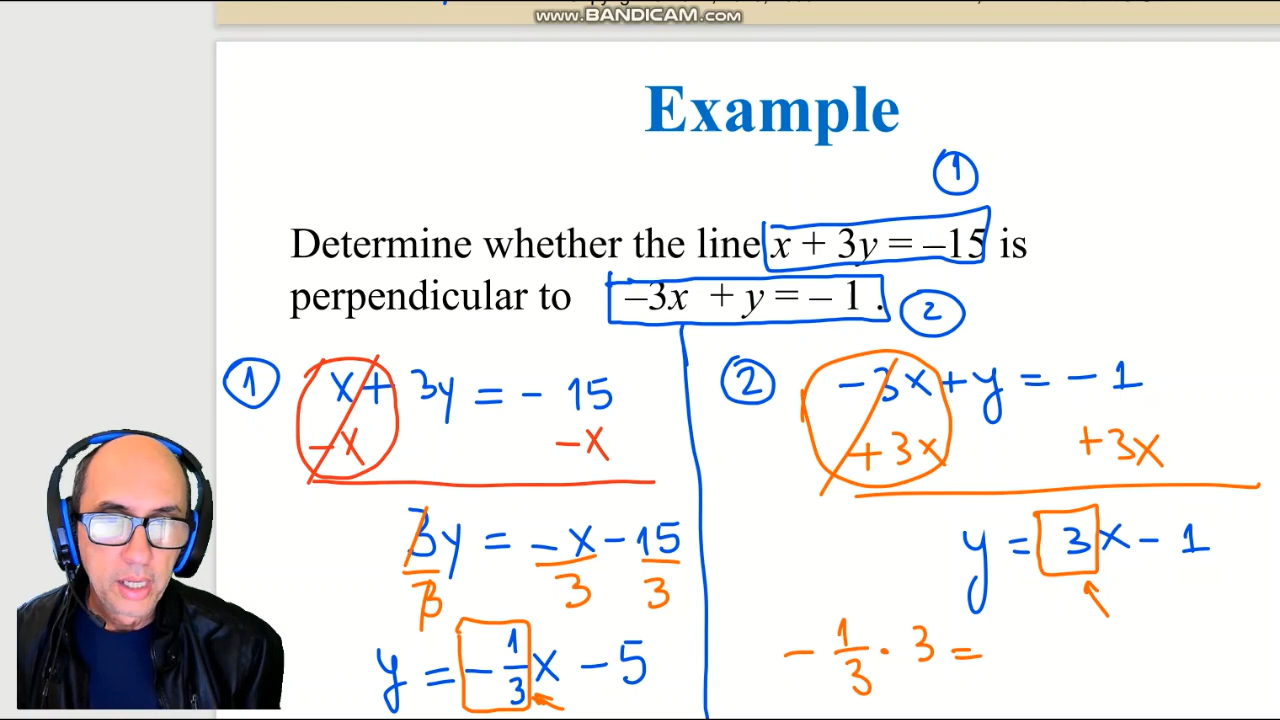 WWW.BANDICAM.COM
Example
①
Determine whether the line x + 3y = –15 is
perpendicular to –3x + y = – 1 .
②
① x + 3y = - 15
-x -x
3y = -x - 15
3 3 3
y = - 1/3 x - 5
② -3x + y = - 1
+3x +3x
y = 3x - 1
- 1/3 · 3 =